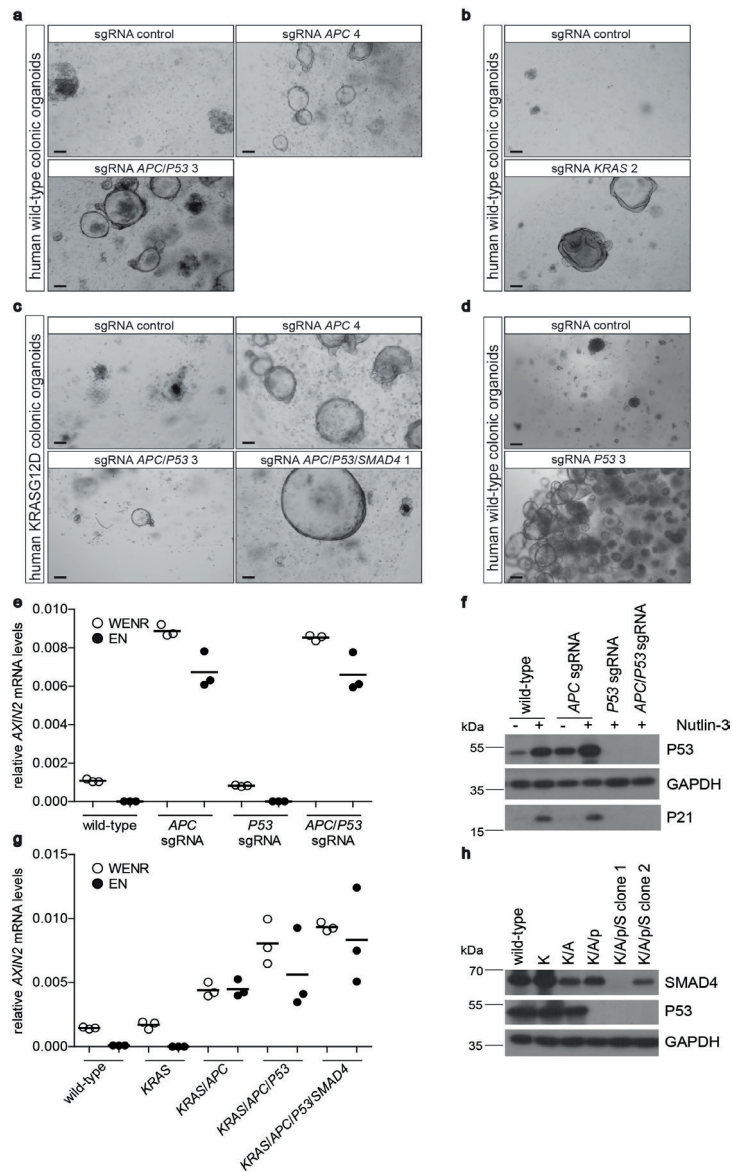 a
human wild-type colonic organoids
sgRNA control
sgRNA APC 4
sgRNA APC/P53 3
b
human wild-type colonic organoids
sgRNA control
sgRNA KRAS 2
c
human KRASG12D colonic organoids
sgRNA control
sgRNA APC 4
sgRNA APC/P53 3
sgRNA APC/P53/SMAD4 1
d
human wild-type colonic organoids
sgRNA control
sgRNA P53 3
e
relative AXIN2 mRNA levels
WENR
EN
0.010
0.008
0.006
0.004
0.002
0.000
wild-type
APC
sgRNA
P53
sgRNA
APC/P53
sgRNA
f
wild-type
APC sgRNA
P53 sgRNA
APC/P53 sgRNA
kDa
- + - + + + Nutlin-3
55
P53
35
GAPDH
15
P21
g
relative AXIN2 mRNA levels
WENR
EN
0.015
0.010
0.005
0.000
wild-type
KRAS
KRAS/APC
KRAS/APC/P53
KRAS/APC/P53/SMAD4
h
wild-type
K
K/A
K/A/p
K/A/p/S clone 1
K/A/p/S clone 2
kDa
70
SMAD4
55
55
P53
35
GAPDH